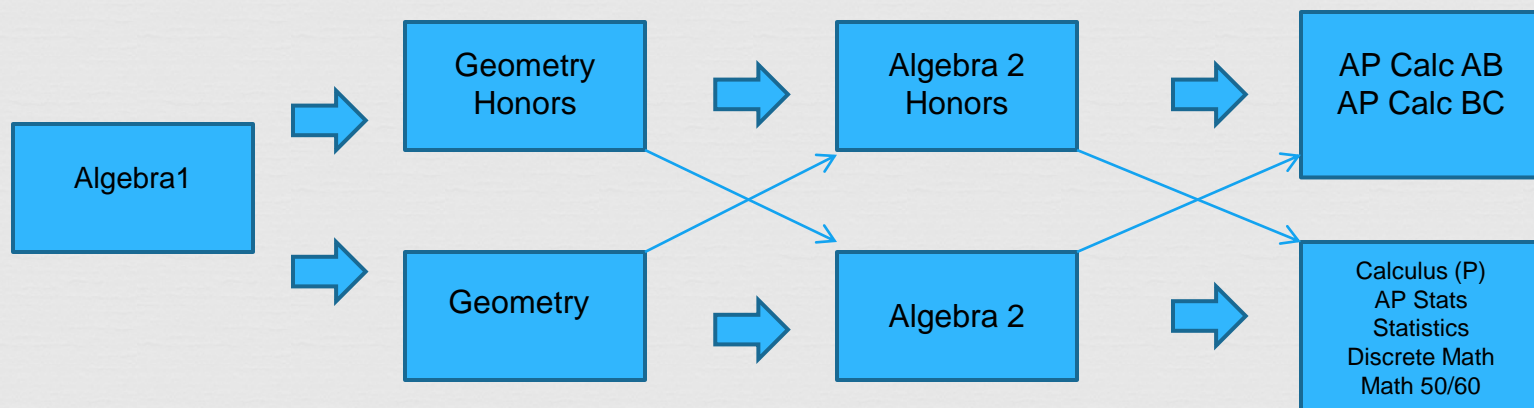 Algebra1
Geometry
Honors
Geometry
Algebra 2
Honors
Algebra 2
AP Calc AB
AP Calc BC
Calculus (P)
AP Stats
Statistics
Discrete Math
Math 50/60